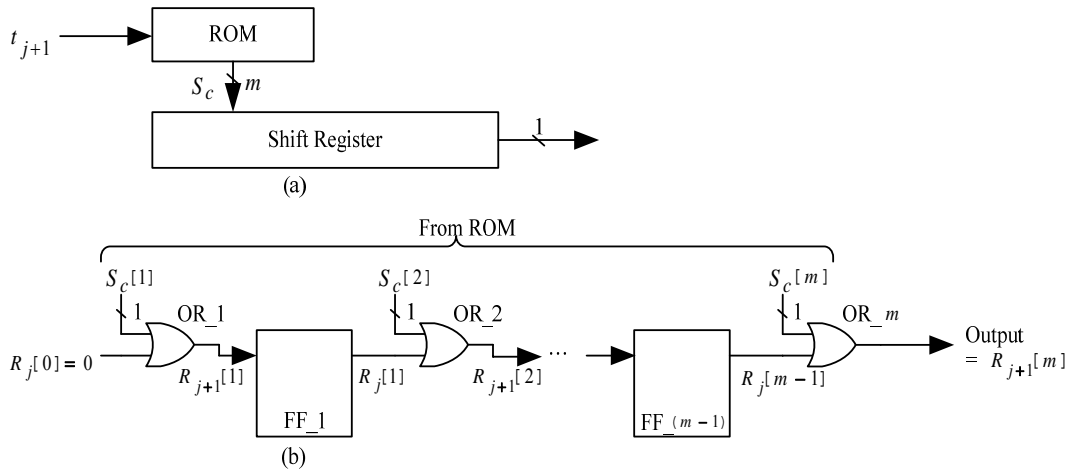 t j+1
ROM
S c m
Shift Register
1
(a)
From ROM
S c [1]
S c [2]
S c [m]
1
OR_1
1
OR_2
1
OR_m
R j [0] = 0
R j+1 [1]
R j [1]
R j+1 [2]
...
R j [m − 1]
Output
= R j+1 [m]
FF_1
FF_(m − 1)
(b)